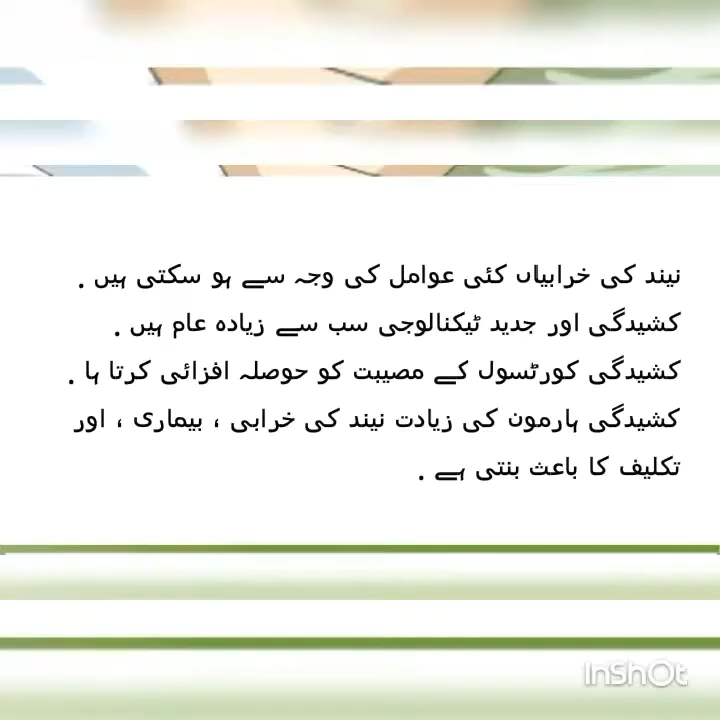 نیند کی خرابیاں کئی عوامل کی وجہ سے ہو سکتی ہیں .
کشیدگی اور جدید ٹیکنالوجی سب سے زیادہ عام ہیں .
کشیدگی کورٹسول کے مصیبت کو حوصلہ افزائی کرتا ہا .
کشیدگی ہارمون کی زیادت نیند کی خرابی ، بیماری ، اور
تکلیف کا باعث بنتی ہے .
InShOt